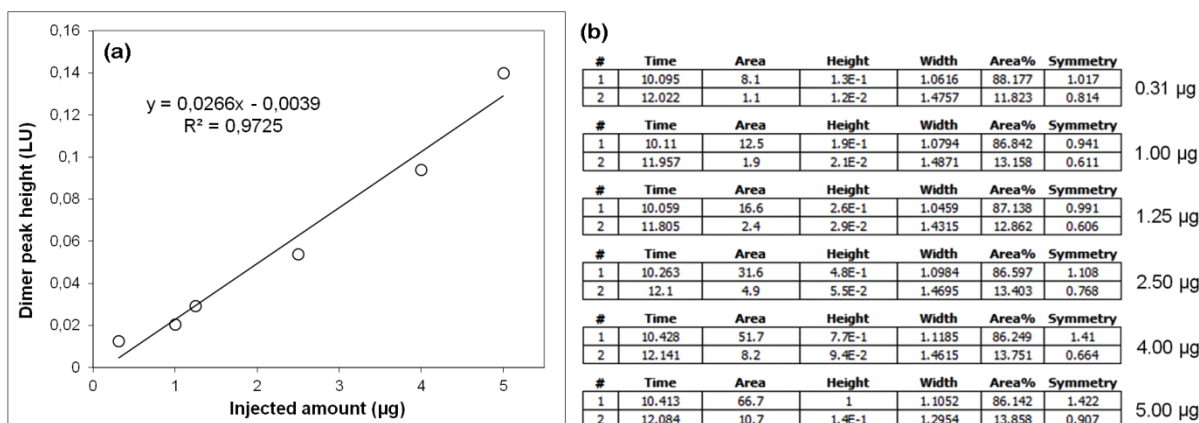 (a)
y = 0,0266x - 0,0039
R² = 0,9725
Dimer peak height (LU)
0,16
0,14
0,12
0,1
0,08
0,06
0,04
0,02
0
0 1 2 3 4 5
Injected amount (µg)
(b)
# Time Area Height Width Area% Symmetry
1 10.095 8.1 1.3E-1 1.0616 88.177 1.017
2 12.022 1.1 1.2E-2 1.4757 11.823 0.814
0.31 µg
# Time Area Height Width Area% Symmetry
1 10.11 12.5 1.9E-1 1.0794 86.842 0.941
2 11.957 1.9 2.1E-2 1.4871 13.158 0.611
1.00 µg
# Time Area Height Width Area% Symmetry
1 10.059 16.6 2.6E-1 1.0459 87.138 0.991
2 11.805 2.4 2.9E-2 1.4315 12.862 0.606
1.25 µg
# Time Area Height Width Area% Symmetry
1 10.263 31.6 4.8E-1 1.0984 86.597 1.108
2 12.1 4.9 5.5E-2 1.4695 13.403 0.768
2.50 µg
# Time Area Height Width Area% Symmetry
1 10.428 51.7 7.7E-1 1.1185 86.249 1.41
2 12.141 8.2 9.4E-2 1.4615 13.751 0.664
4.00 µg
# Time Area Height Width Area% Symmetry
1 10.413 66.7 1 1.1052 86.142 1.422
2 12.084 10.7 1.4E-1 1.2954 13.858 0.907
5.00 µg